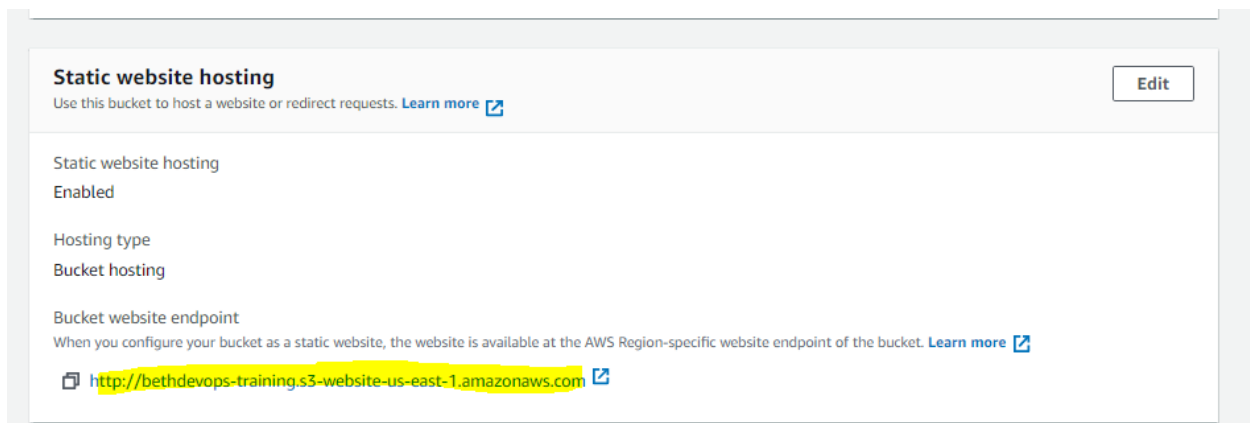 Static website hosting
Edit
Use this bucket to host a website or redirect requests. Learn more
Static website hosting
Enabled
Hosting type
Bucket hosting
Bucket website endpoint
When you configure your bucket as a static website, the website is available at the AWS Region-specific website endpoint of the bucket. Learn more
http://bethdevops-training.s3-website-us-east-1.amazonaws.com